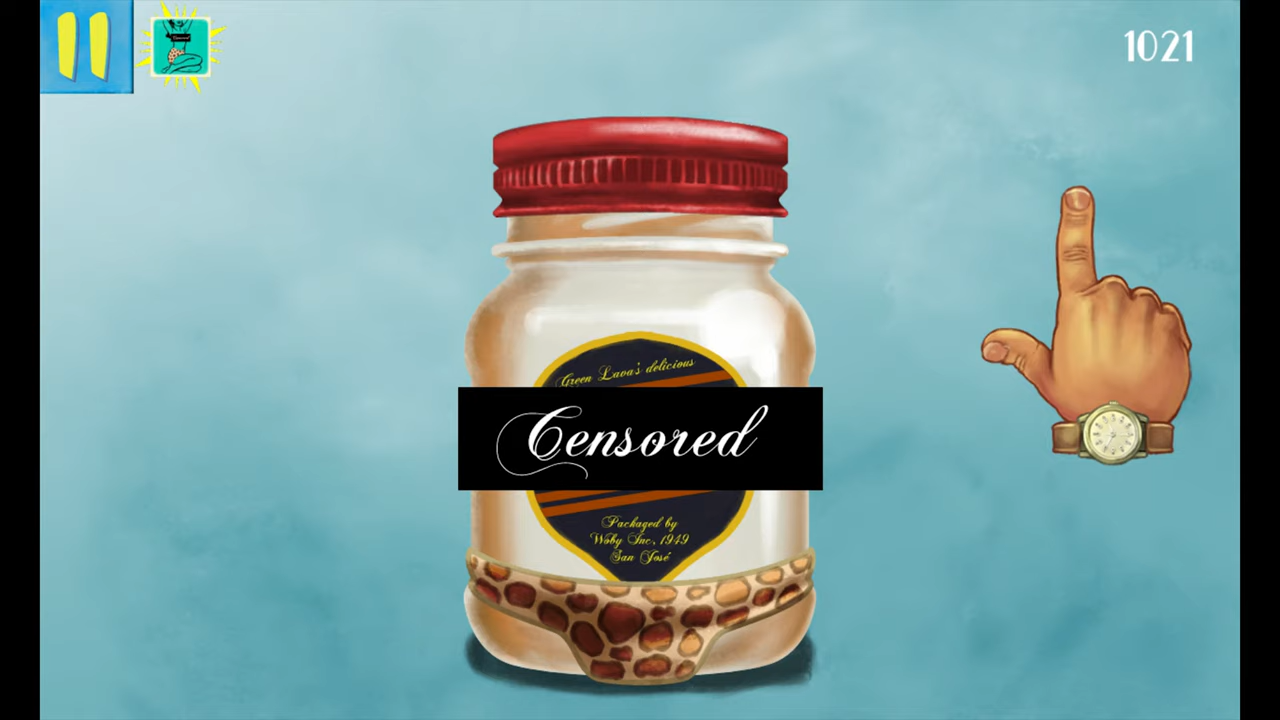 1021
Green Lava's delicious
Censored
Packaged by
Woby Inc, 1949
San José